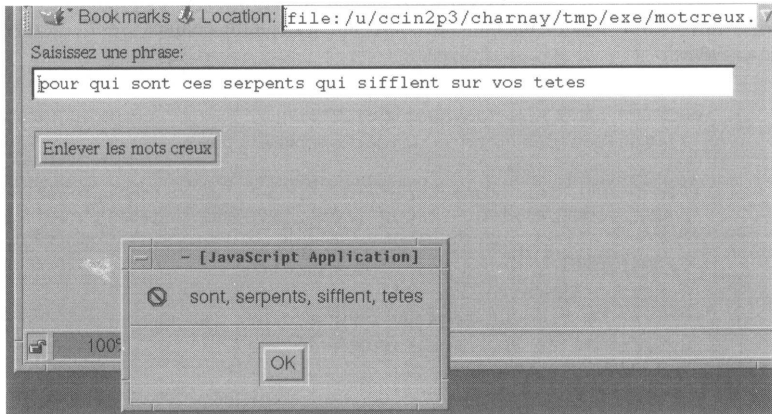 Bookmarks Location: file:/u/ccin2p3/charnay/tmp/exe/motcreux.
Saisissez une phrase:
pour qui sont ces serpents qui sifflent sur vos tetes
Enlever les mots creux
- [JavaScript Application]
sont, serpents, sifflent, tetes
100%
OK